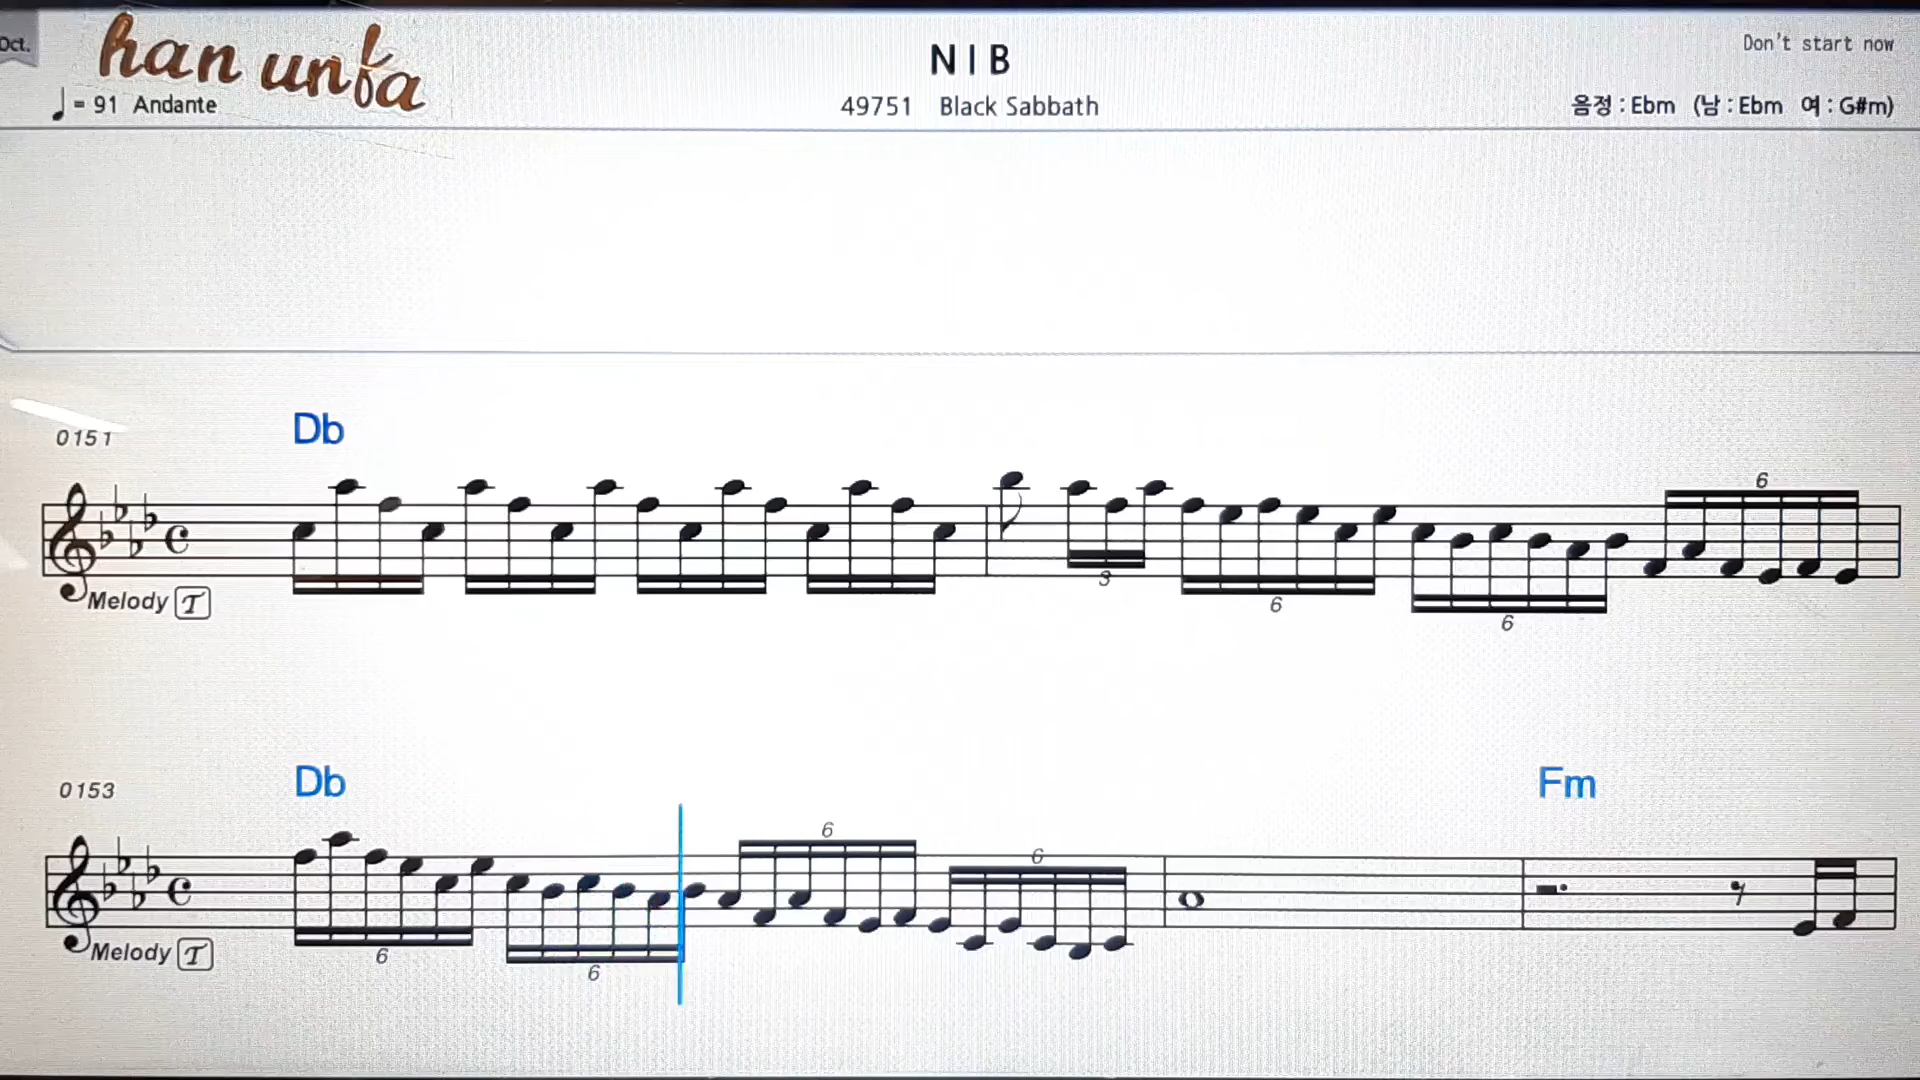 Oct.
han unfa
N I B
Don't start now
♩ = 91 Andante
49751 Black Sabbath
음정 : Ebm (남 : Ebm 여 : G#m)
0151
Db
6
Melody T
3
6
6
0153
Db
Fm
6
6
Melody T
6
6